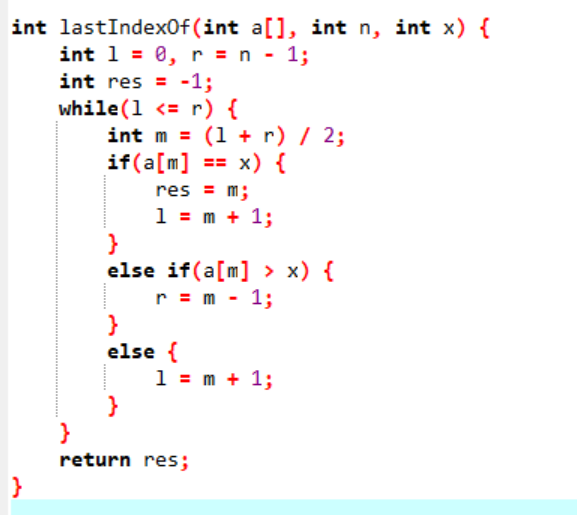 int lastIndexOf(int a[], int n, int x) {
    int l = 0, r = n - 1;
    int res = -1;
    while(l <= r) {
        int m = (l + r) / 2;
        if(a[m] == x) {
            res = m;
            l = m + 1;
        }
        else if(a[m] > x) {
            r = m - 1;
        }
        else {
            l = m + 1;
        }
    }
    return res;
}